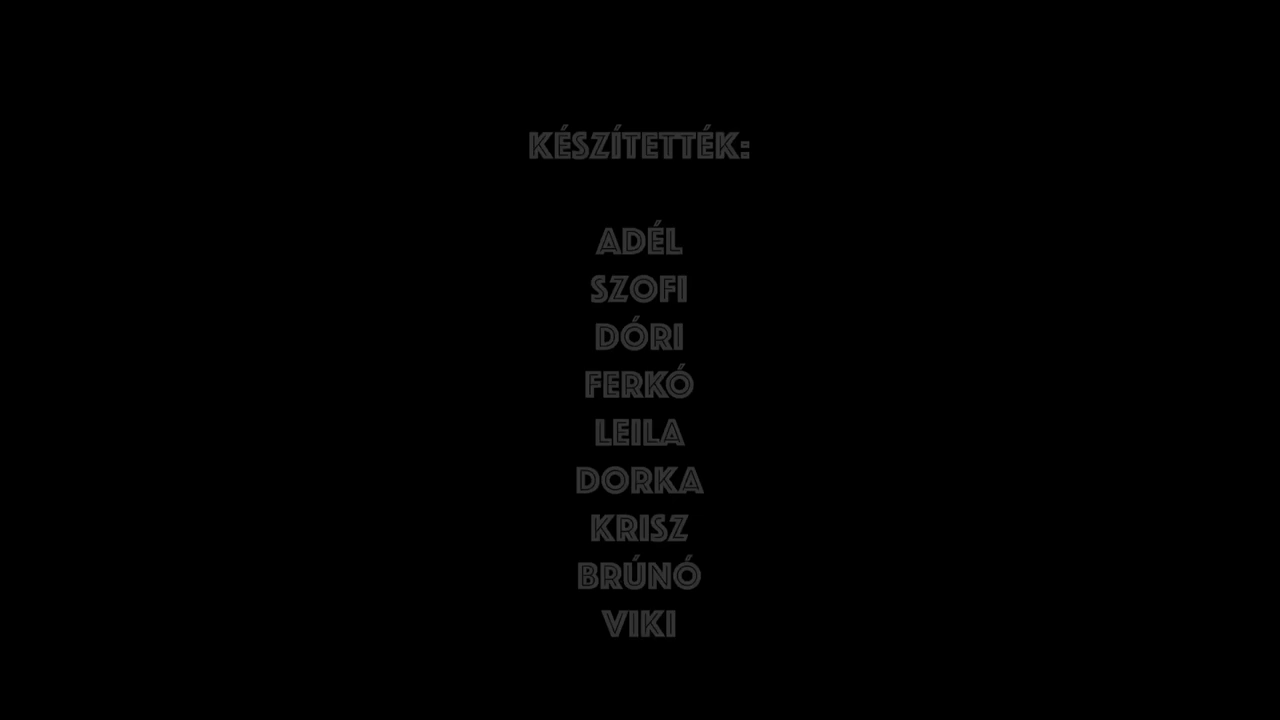 KÉSZÍTETTÉK:
ADÉL
SZOFI
DÓRI
FERKÓ
LEILA
DORKA
KRISZ
BRÚNÓ
VIKI